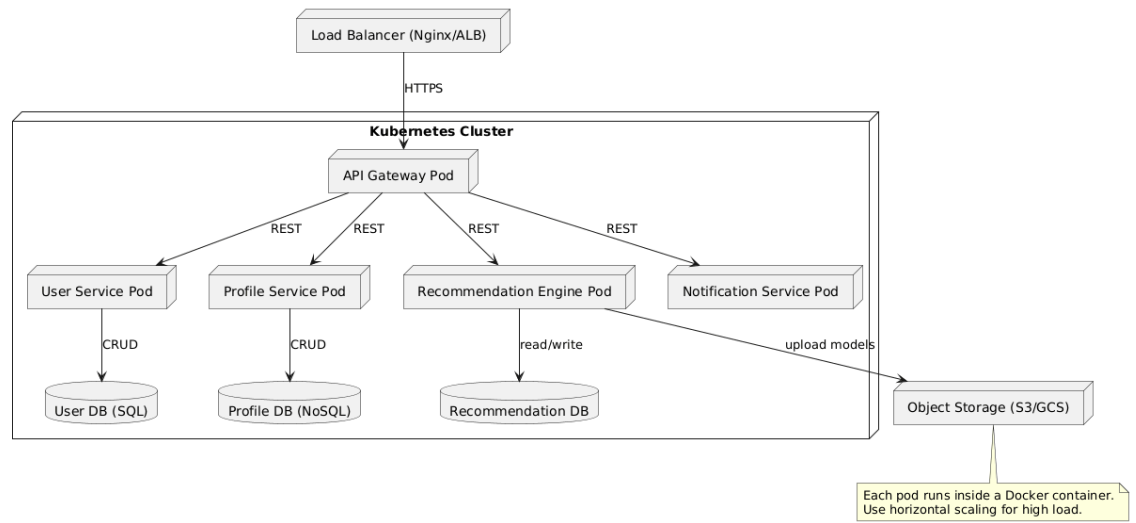 Load Balancer (Nginx/ALB)
HTTPS
Kubernetes Cluster
API Gateway Pod
REST
REST
REST
REST
User Service Pod
Profile Service Pod
Recommendation Engine Pod
Notification Service Pod
CRUD
CRUD
read/write
upload models
User DB (SQL)
Profile DB (NoSQL)
Recommendation DB
Object Storage (S3/GCS)
Each pod runs inside a Docker container.
Use horizontal scaling for high load.